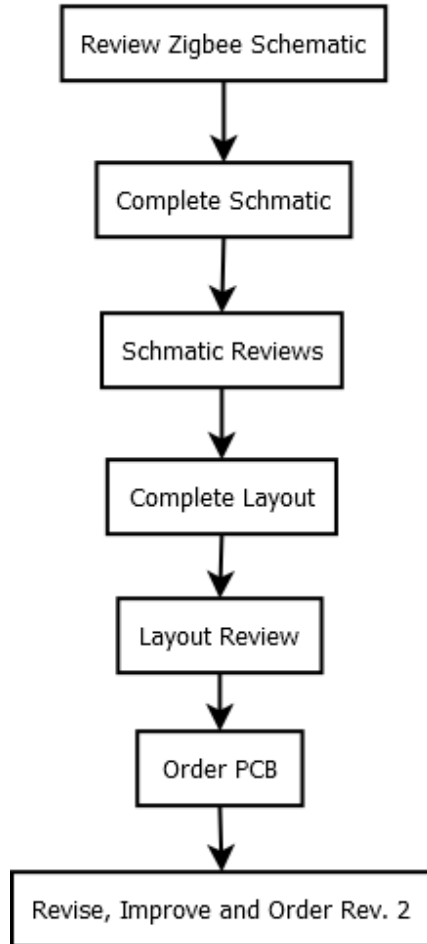 Review Zigbee Schematic
Complete Schmatic
Schmatic Reviews
Complete Layout
Layout Review
Order PCB
Revise, Improve and Order Rev. 2